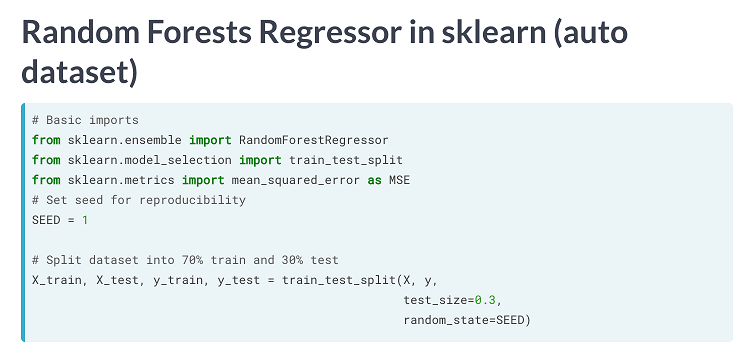 Random Forests Regressor in sklearn (auto
dataset)
# Basic imports
from sklearn.ensemble import RandomForestRegressor
from sklearn.model_selection import train_test_split
from sklearn.metrics import mean_squared_error as MSE
# Set seed for reproducibility
SEED = 1
# Split dataset into 70% train and 30% test
X_train, X_test, y_train, y_test = train_test_split(X, y,
test_size=0.3,
random_state=SEED)